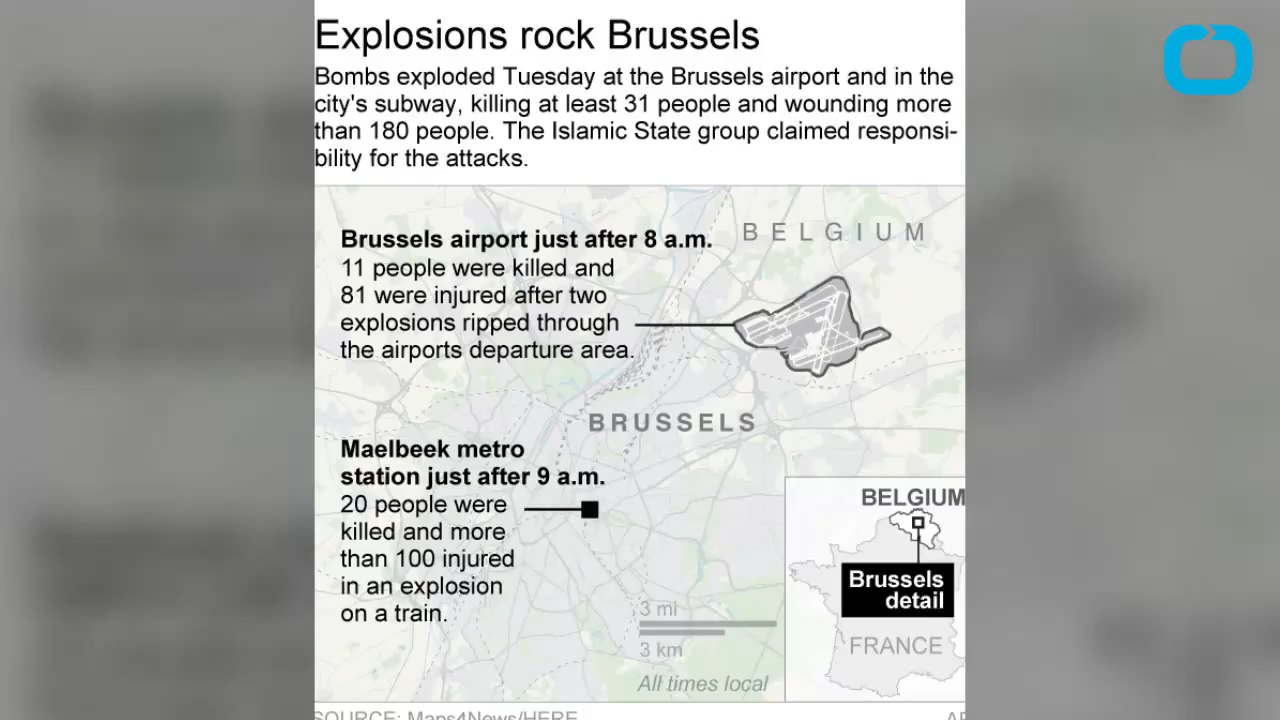 Explosions rock Brussels
Bombs exploded Tuesday at the Brussels airport and in the
city's subway, killing at least 31 people and wounding more
than 180 people. The Islamic State group claimed responsi-
bility for the attacks.
Brussels airport just after 8 a.m.
11 people were killed and
81 were injured after two
explosions ripped through
the airports departure area.
BELGIUM
BRUSSELS
Maelbeek metro
station just after 9 a.m.
20 people were
killed and more
than 100 injured
in an explosion
on a train.
3 mi
3 km
All times local
BELGIUM
Brussels
detail
FRANCE
SOURCE: Maps4News/HERE